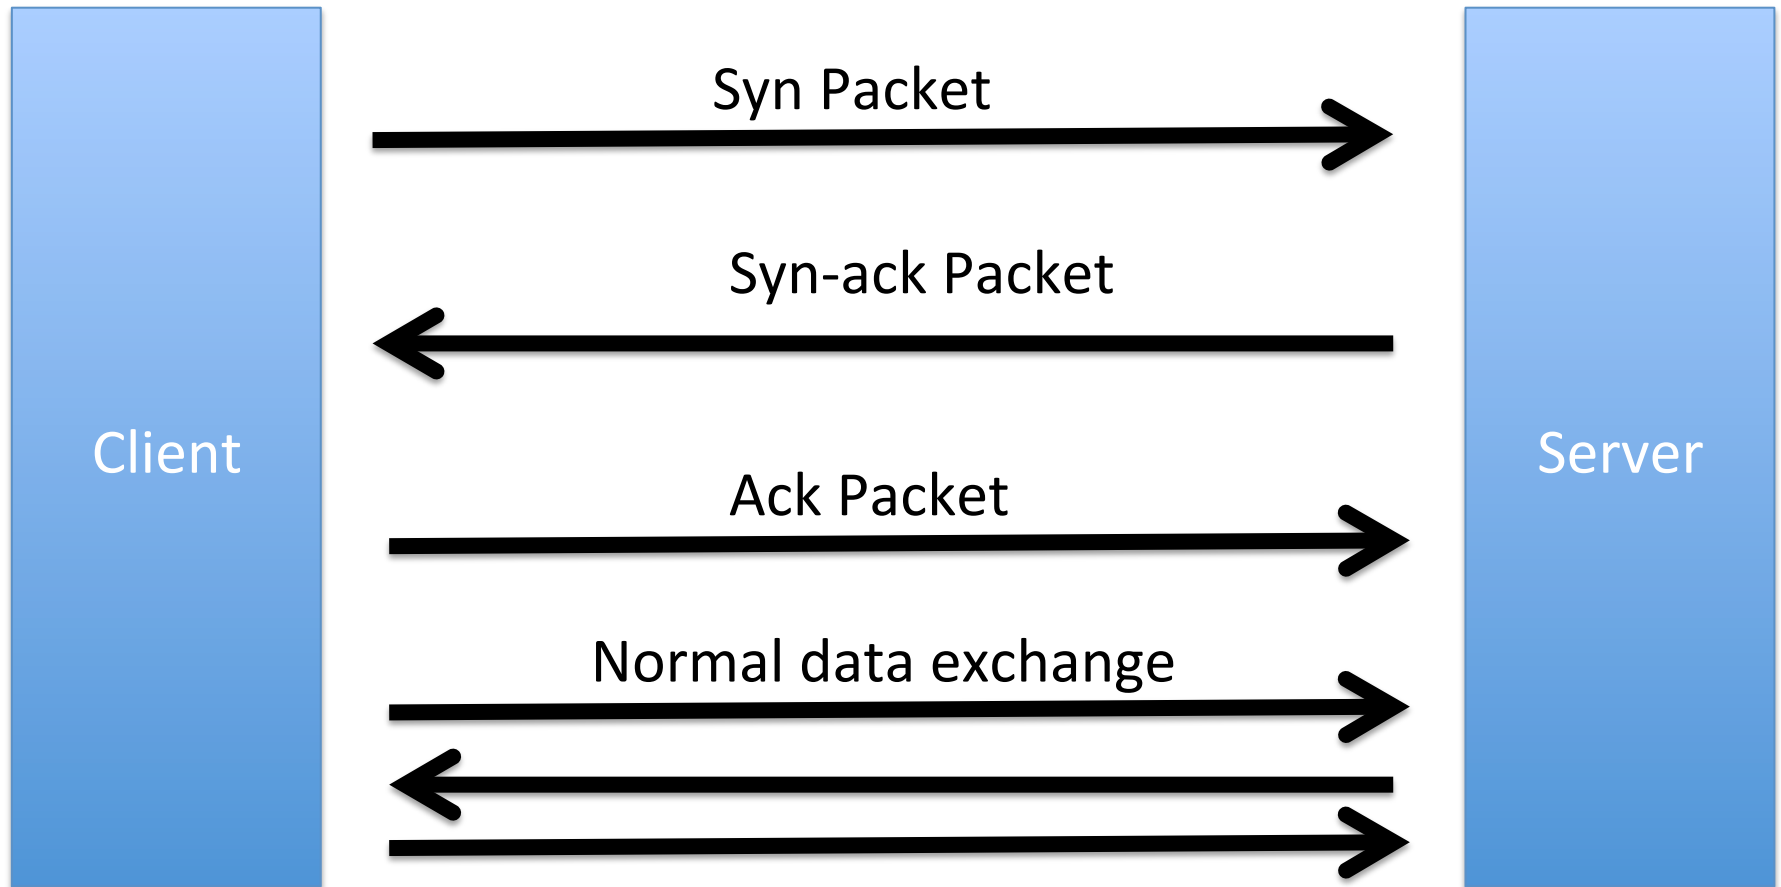 Syn Packet
Syn-ack Packet
Client
Server
Ack Packet
Normal data exchange